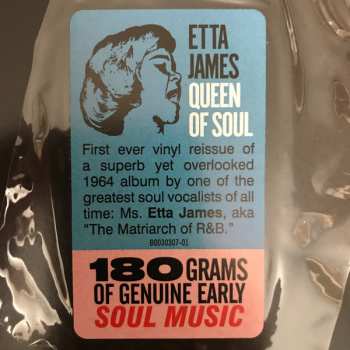 ETTA
JAMES
QUEEN
OF SOUL
First ever vinyl reissue of
a superb yet overlooked
1964 album by one of the
greatest soul vocalists of all
time: Ms. Etta James, aka
"The Matriarch of R&B."
B0030307-01
180 GRAMS
OF GENUINE EARLY
SOUL MUSIC